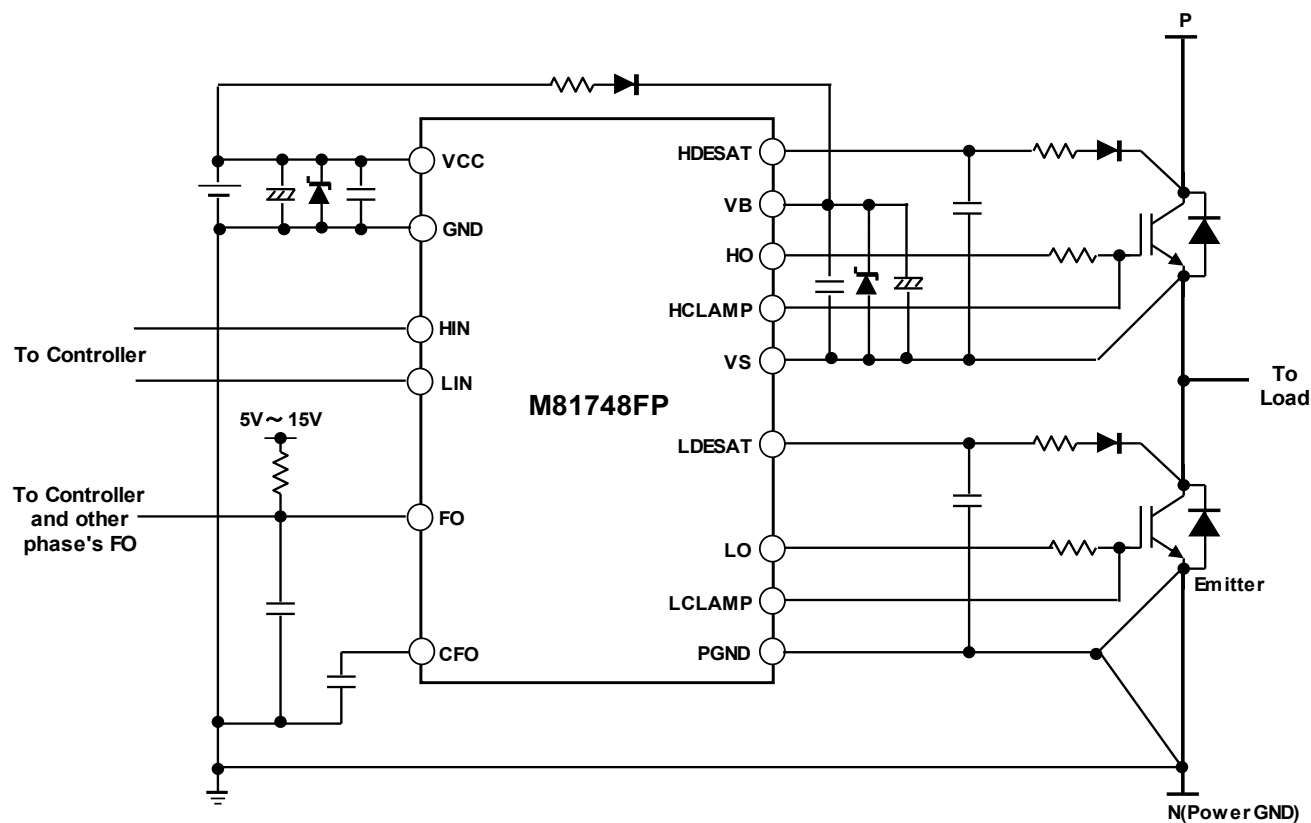 P
VCC
GND
HIN
LIN
FO
CFO
M81748FP
HDESAT
VB
HO
HCLAMP
VS
LDESAT
LO
LCLAMP
PGND
To Controller
5V～15V
To Controller
and other
phase's FO
To
Load
Emitter
N(Power GND)